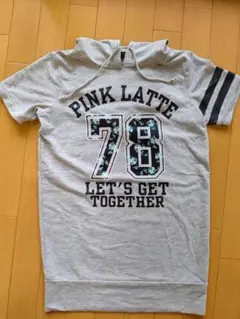 PINK LATTE
78
LET'S GET
TOGETHER